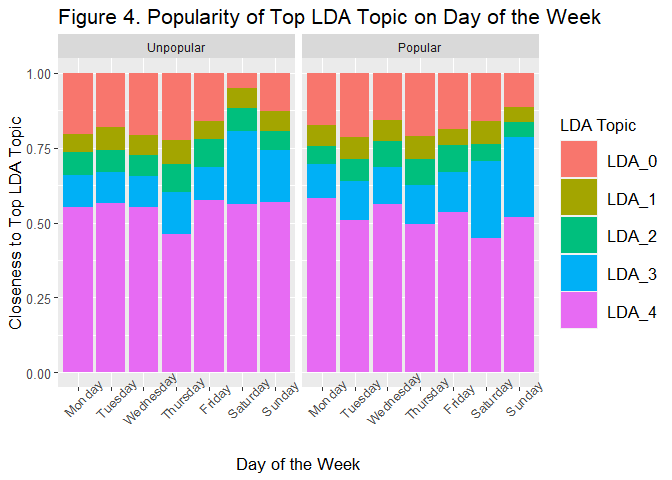 Figure 4. Popularity of Top LDA Topic on Day of the Week
Unpopular
Popular
Closeness to Top LDA Topic
1.00
0.75
0.50
0.25
0.00
Monday
Tuesday
Wednesday
Thursday
Friday
Saturday
Sunday
Monday
Tuesday
Wednesday
Thursday
Friday
Saturday
Sunday
Day of the Week
LDA Topic
LDA_0
LDA_1
LDA_2
LDA_3
LDA_4